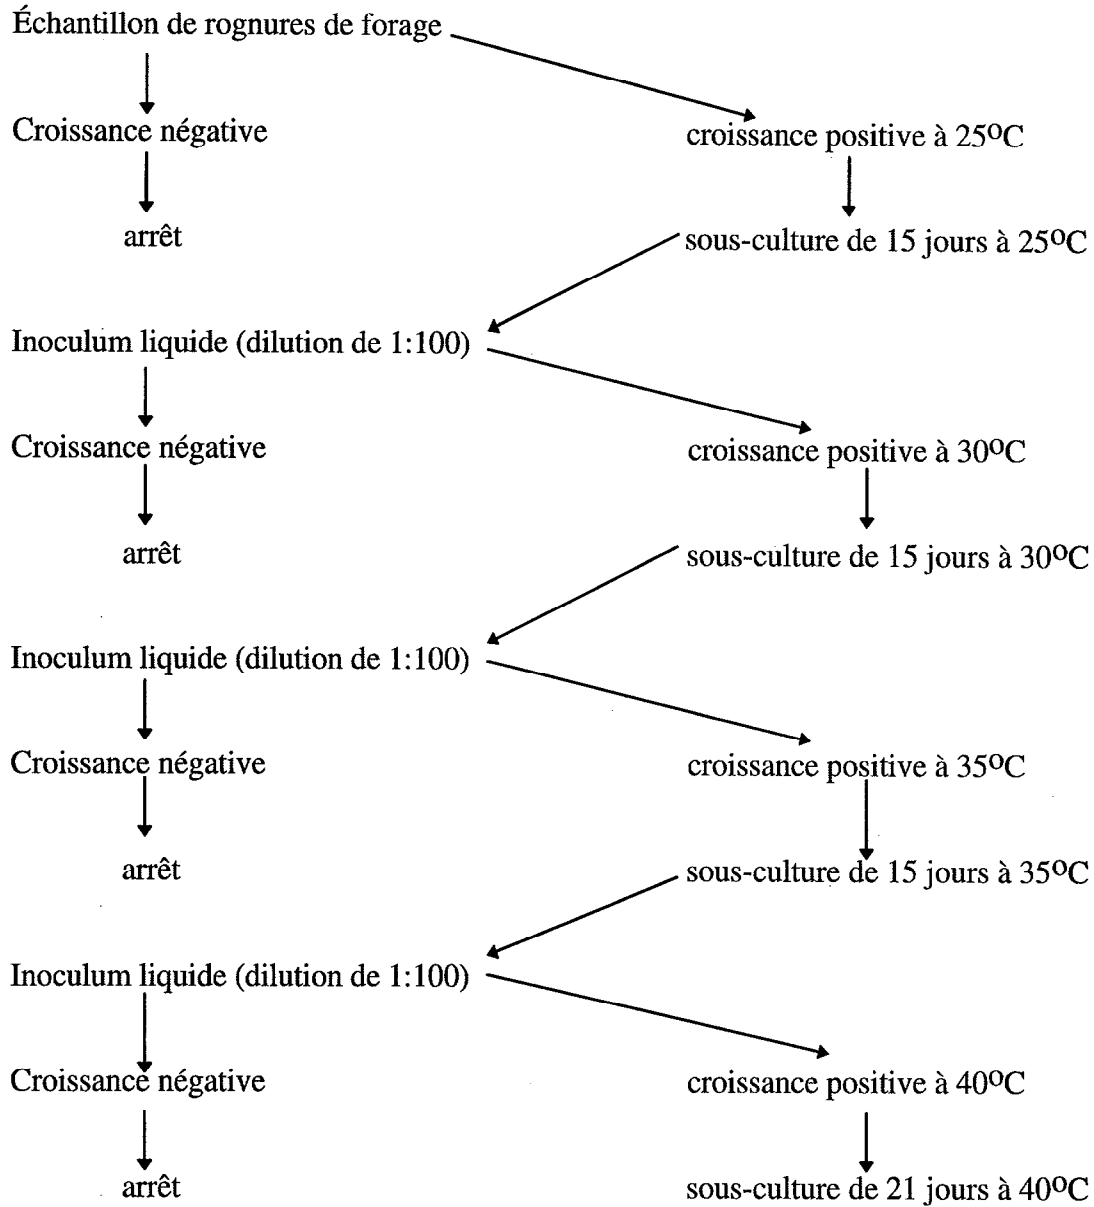 Échantillon de rognures de forage
Croissance négative
croissance positive à 25ºC
arrêt
sous-culture de 15 jours à 25ºC
Inoculum liquide (dilution de 1:100)
Croissance négative
croissance positive à 30ºC
arrêt
sous-culture de 15 jours à 30ºC
Inoculum liquide (dilution de 1:100)
Croissance négative
croissance positive à 35ºC
arrêt
sous-culture de 15 jours à 35ºC
Inoculum liquide (dilution de 1:100)
Croissance négative
croissance positive à 40ºC
arrêt
sous-culture de 21 jours à 40ºC